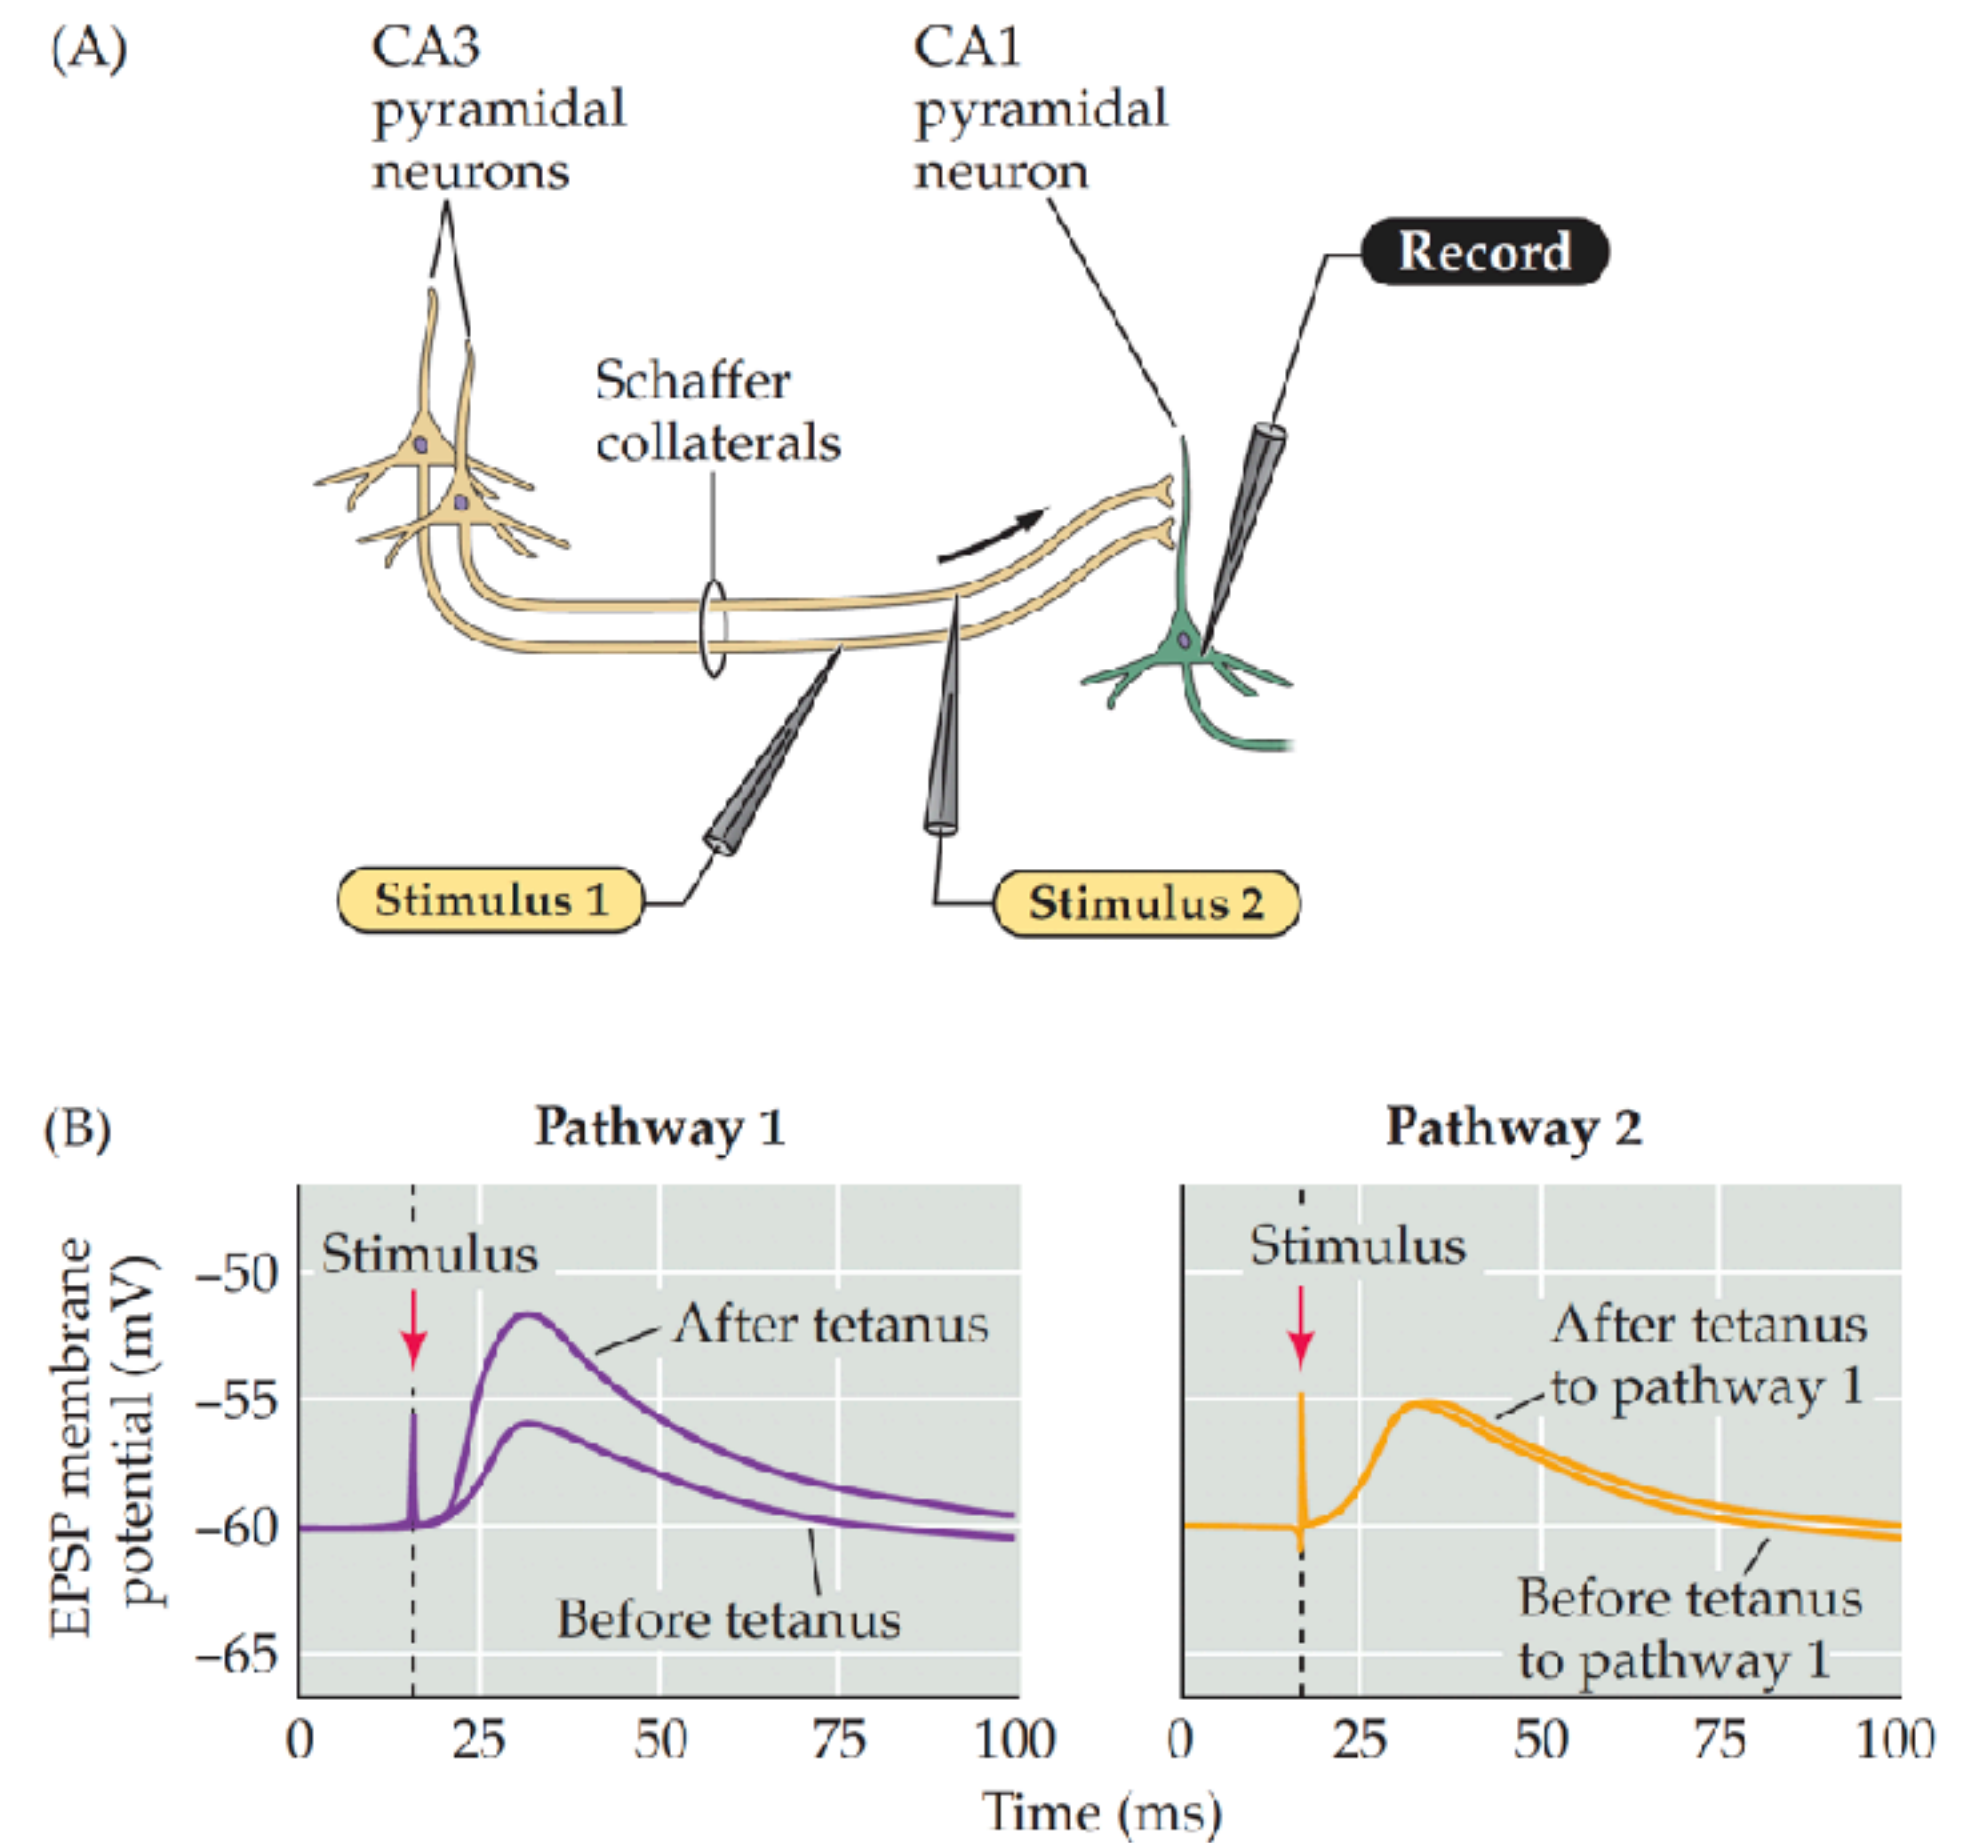 (A)
CA3
pyramidal
neurons
CA1
pyramidal
neuron
Record
Schaffer
collaterals
Stimulus 1
Stimulus 2
(B)
Pathway 1
Pathway 2
EPSP membrane
potential (mV)
–50
–55
–60
–65
Stimulus
After tetanus
Before tetanus
0 25 50 75 100
Stimulus
After tetanus
to pathway 1
Before tetanus
to pathway 1
0 25 50 75 100
Time (ms)